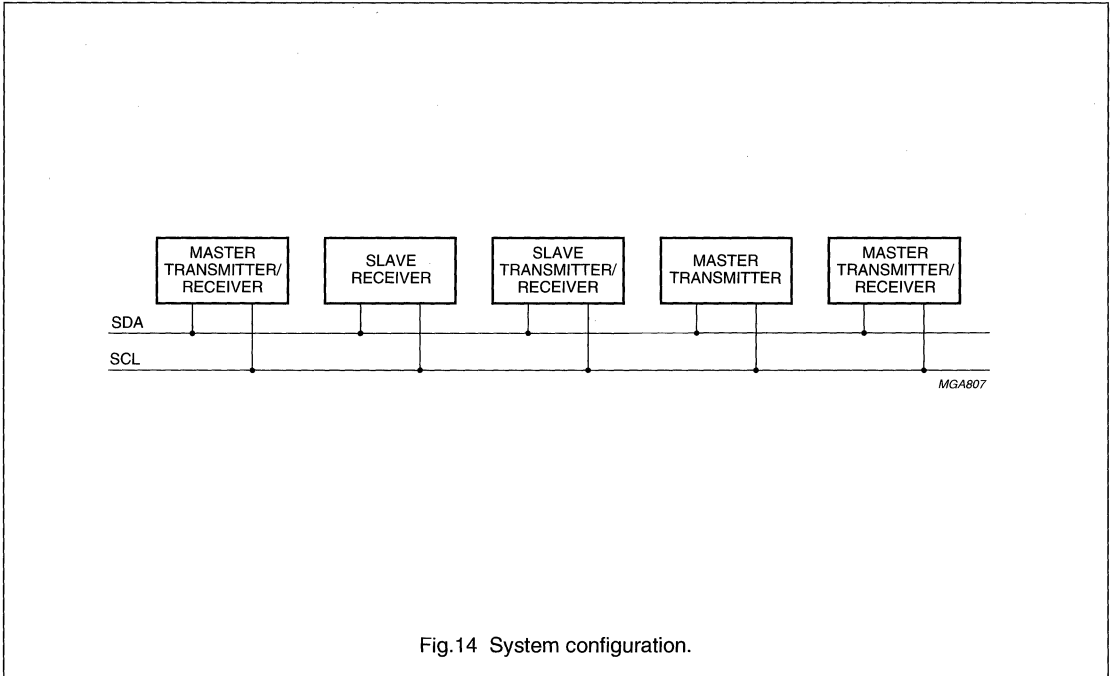 MASTER
TRANSMITTER/
RECEIVER
SLAVE
RECEIVER
SLAVE
TRANSMITTER/
RECEIVER
MASTER
TRANSMITTER
MASTER
TRANSMITTER/
RECEIVER
SDA
SCL
MGA807
Fig.14 System configuration.